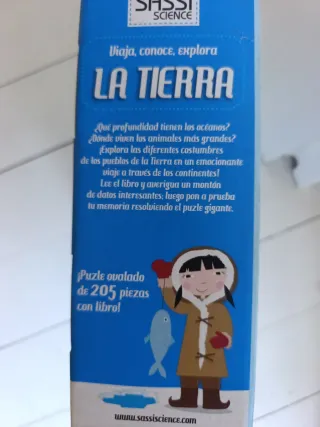 SASSI
SCIENCE
Viaja, conoce, explora
LA TIERRA
¿Qué profundidad tienen los océanos?
¿Dónde viven los animales más grandes?
¡Explora las diferentes costumbres
de los pueblos de la Tierra en un emocionante
viaje a través de los continentes!
Lee el libro y averigua un montón
de datos interesantes; luego pon a prueba
tu memoria resolviendo el puzle gigante.
¡Puzle ovalado
de 205 piezas
con libro!
www.sassiscience.com